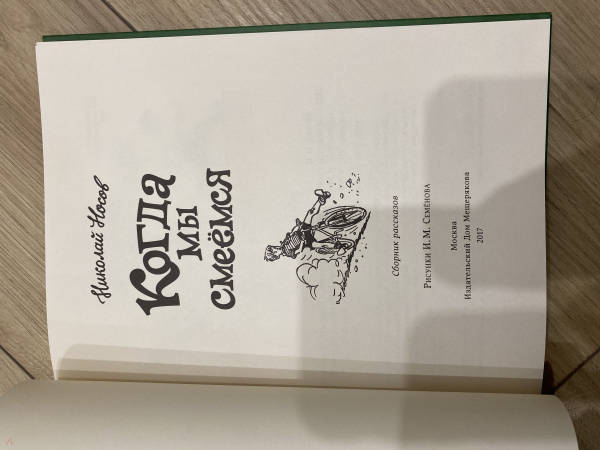 Николай Носов
Когда
мы
смеёмся
Сборник рассказов
Рисунки И. М. Семёнова
Москва
Издательский Дом Мещерякова
2017